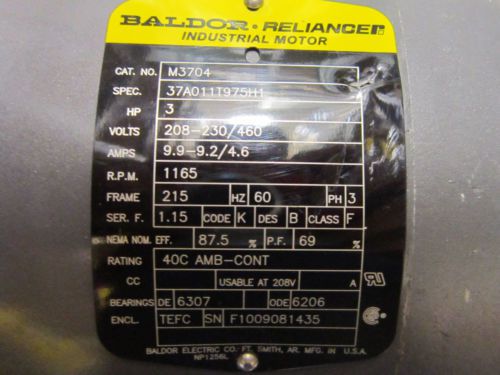 BALDOR • RELIANCER
INDUSTRIAL MOTOR
CAT. NO. M3704
SPEC. 37A011T975H1
HP 3
VOLTS 208-230/460
AMPS 9.9-9.2/4.6
R.P.M. 1165
FRAME 215 HZ 60 PH 3
SER. F. 1.15 CODE K DES B CLASS F
NEMA NOM. EFF. 87.5 % P.F. 69 %
RATING 40C AMB-CONT
CC USABLE AT 208V A
BEARINGS DE 6307 ODE 6206
ENCL. TEFC SN F1009081435
BALDOR ELECTRIC CO. FT. SMITH, AR. MFG. IN U.S.A.
NP1256L